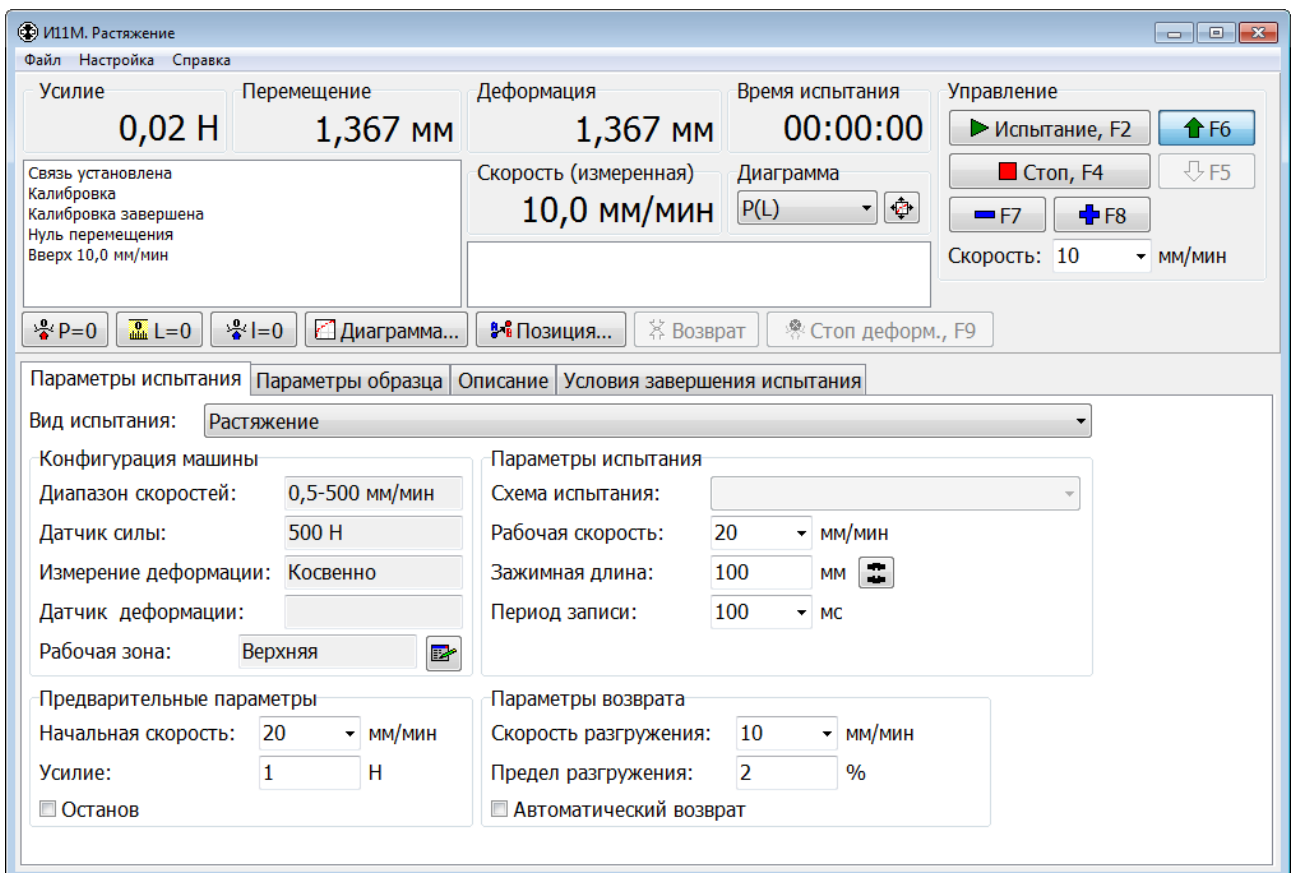 И11М. Растяжение
Файл Настройка Справка
Усилие Перемещение Деформация Время испытания Управление
0,02 Н 1,367 мм 1,367 мм 00:00:00 Испытание, F2 F6
Связь установлена
Калибровка
Калибровка завершена
Нуль перемещения
Вверх 10,0 мм/мин
Скорость (измеренная) Диаграмма Стоп, F4 F5
10,0 мм/мин P(L) F7 F8
Скорость: 10 мм/мин
P=0 L=0 l=0 Диаграмма... Позиция... Возврат Стоп деформ., F9
Параметры испытания Параметры образца Описание Условия завершения испытания
Вид испытания: Растяжение
Конфигурация машины
Диапазон скоростей: 0,5-500 мм/мин
Датчик силы: 500 Н
Измерение деформации: Косвенно
Датчик деформации:
Рабочая зона: Верхняя
Параметры испытания
Схема испытания:
Рабочая скорость: 20 мм/мин
Зажимная длина: 100 мм
Период записи: 100 мс
Предварительные параметры
Начальная скорость: 20 мм/мин
Усилие: 1 Н
Останов
Параметры возврата
Скорость разгружения: 10 мм/мин
Предел разгружения: 2 %
Автоматический возврат